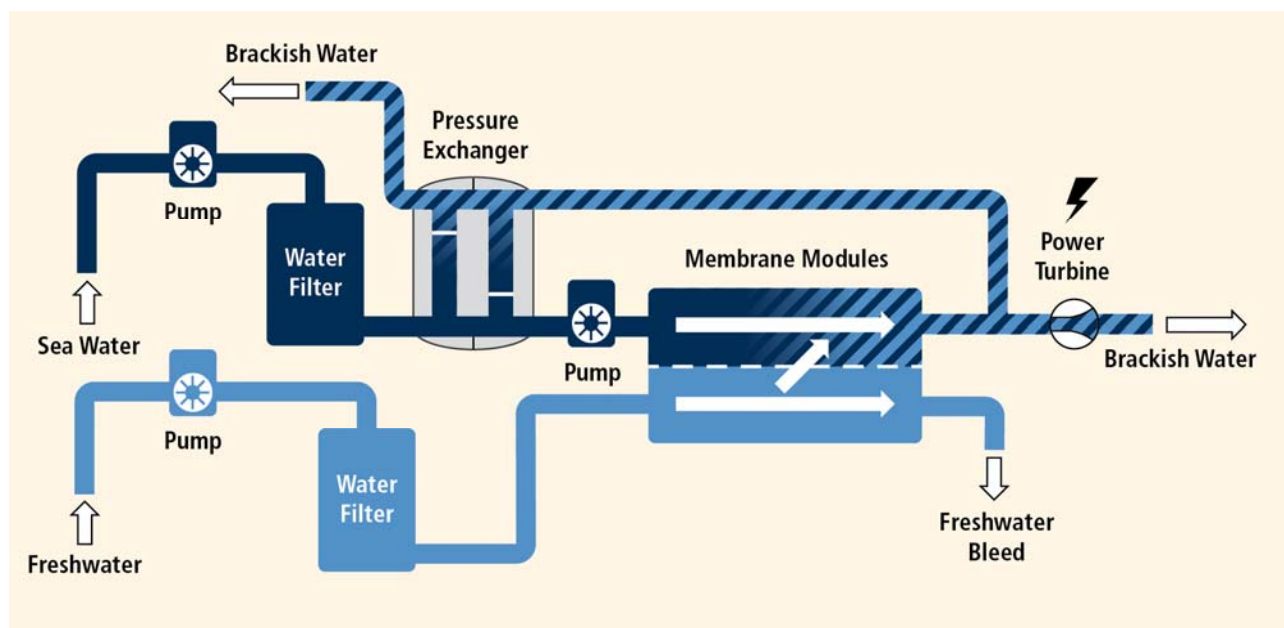 Brackish Water
Pressure
Exchanger
Pump
Water
Filter
Membrane Modules
Power
Turbine
Sea Water
Pump
Brackish Water
Pump
Water
Filter
Freshwater
Bleed
Freshwater